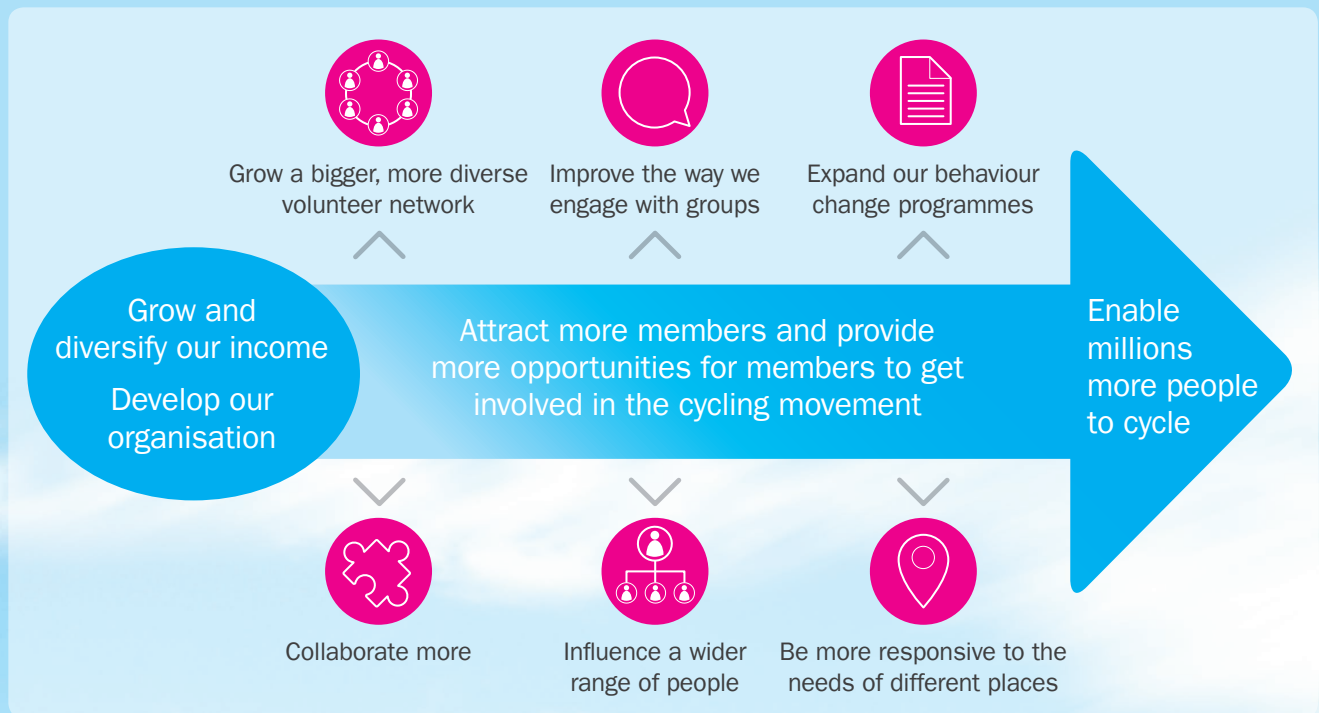 Grow a bigger, more diverse
volunteer network
Improve the way we
engage with groups
Expand our behaviour
change programmes
Grow and
diversify our income
Develop our
organisation
Attract more members and provide
more opportunities for members to get
involved in the cycling movement
Enable
millions
more people
to cycle
Collaborate more
Influence a wider
range of people
Be more responsive to the
needs of different places